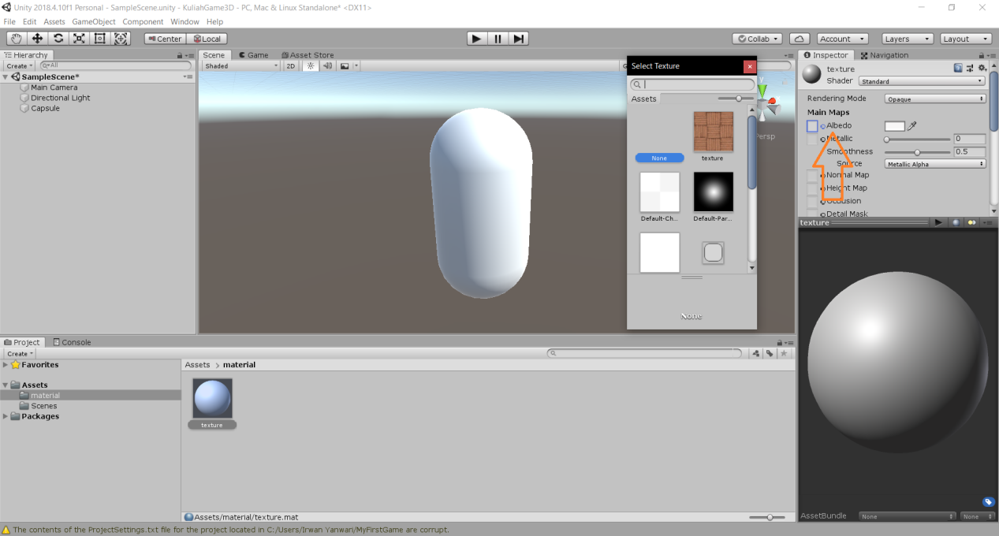 Unity 2018.4.10f1 Personal - SampleScene.unity - KuliahGame3D - PC, Mac & Linux Standalone* <DX11>
File Edit Assets GameObject Component Window Help
Center Local Collab Account Layers Layout
Hierarchy
Create All
SampleScene*
Main Camera
Directional Light
Capsule
Scene Game Asset Store
Shaded 2D
Persp
Select Texture
Assets
None texture
Default-Ch... Default-Par...
None
Inspector Navigation
texture
Shader Standard
Rendering Mode Opaque
Main Maps
Albedo
Metallic 0
Smoothness 0.5
Source Metallic Alpha
Normal Map
Height Map
Occlusion
Detail Mask
texture
AssetBundle None None
Project Console
Create
Favorites
Assets
material
Scenes
Packages
Assets > material
texture
Assets/material/texture.mat
The contents of the ProjectSettings.txt file for the project located in C:/Users/Irwan Yanwari/MyFirstGame are corrupt.